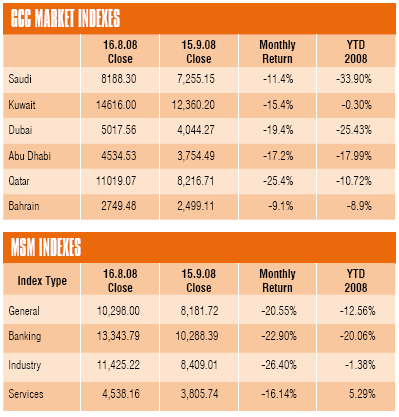 GCC MARKET INDEXES
16.8.08 Close 15.9.08 Close Monthly Return YTD 2008
Saudi 8188.30 7,255.15 -11.4% -33.90%
Kuwait 14616.00 12,360.20 -15.4% -0.30%
Dubai 5017.56 4,044.27 -19.4% -25.43%
Abu Dhabi 4534.53 3,754.49 -17.2% -17.99%
Qatar 11019.07 8,216.71 -25.4% -10.72%
Bahrain 2749.48 2,499.11 -9.1% -8.9%
MSM INDEXES
Index Type 16.8.08 Close 15.9.08 Close Monthly Return YTD 2008
General 10,298.00 8,181.72 -20.55% -12.56%
Banking 13,343.79 10,288.39 -22.90% -20.06%
Industry 11,425.22 8,409.01 -26.40% -1.38%
Services 4,538.16 3,805.74 -16.14% 5.29%